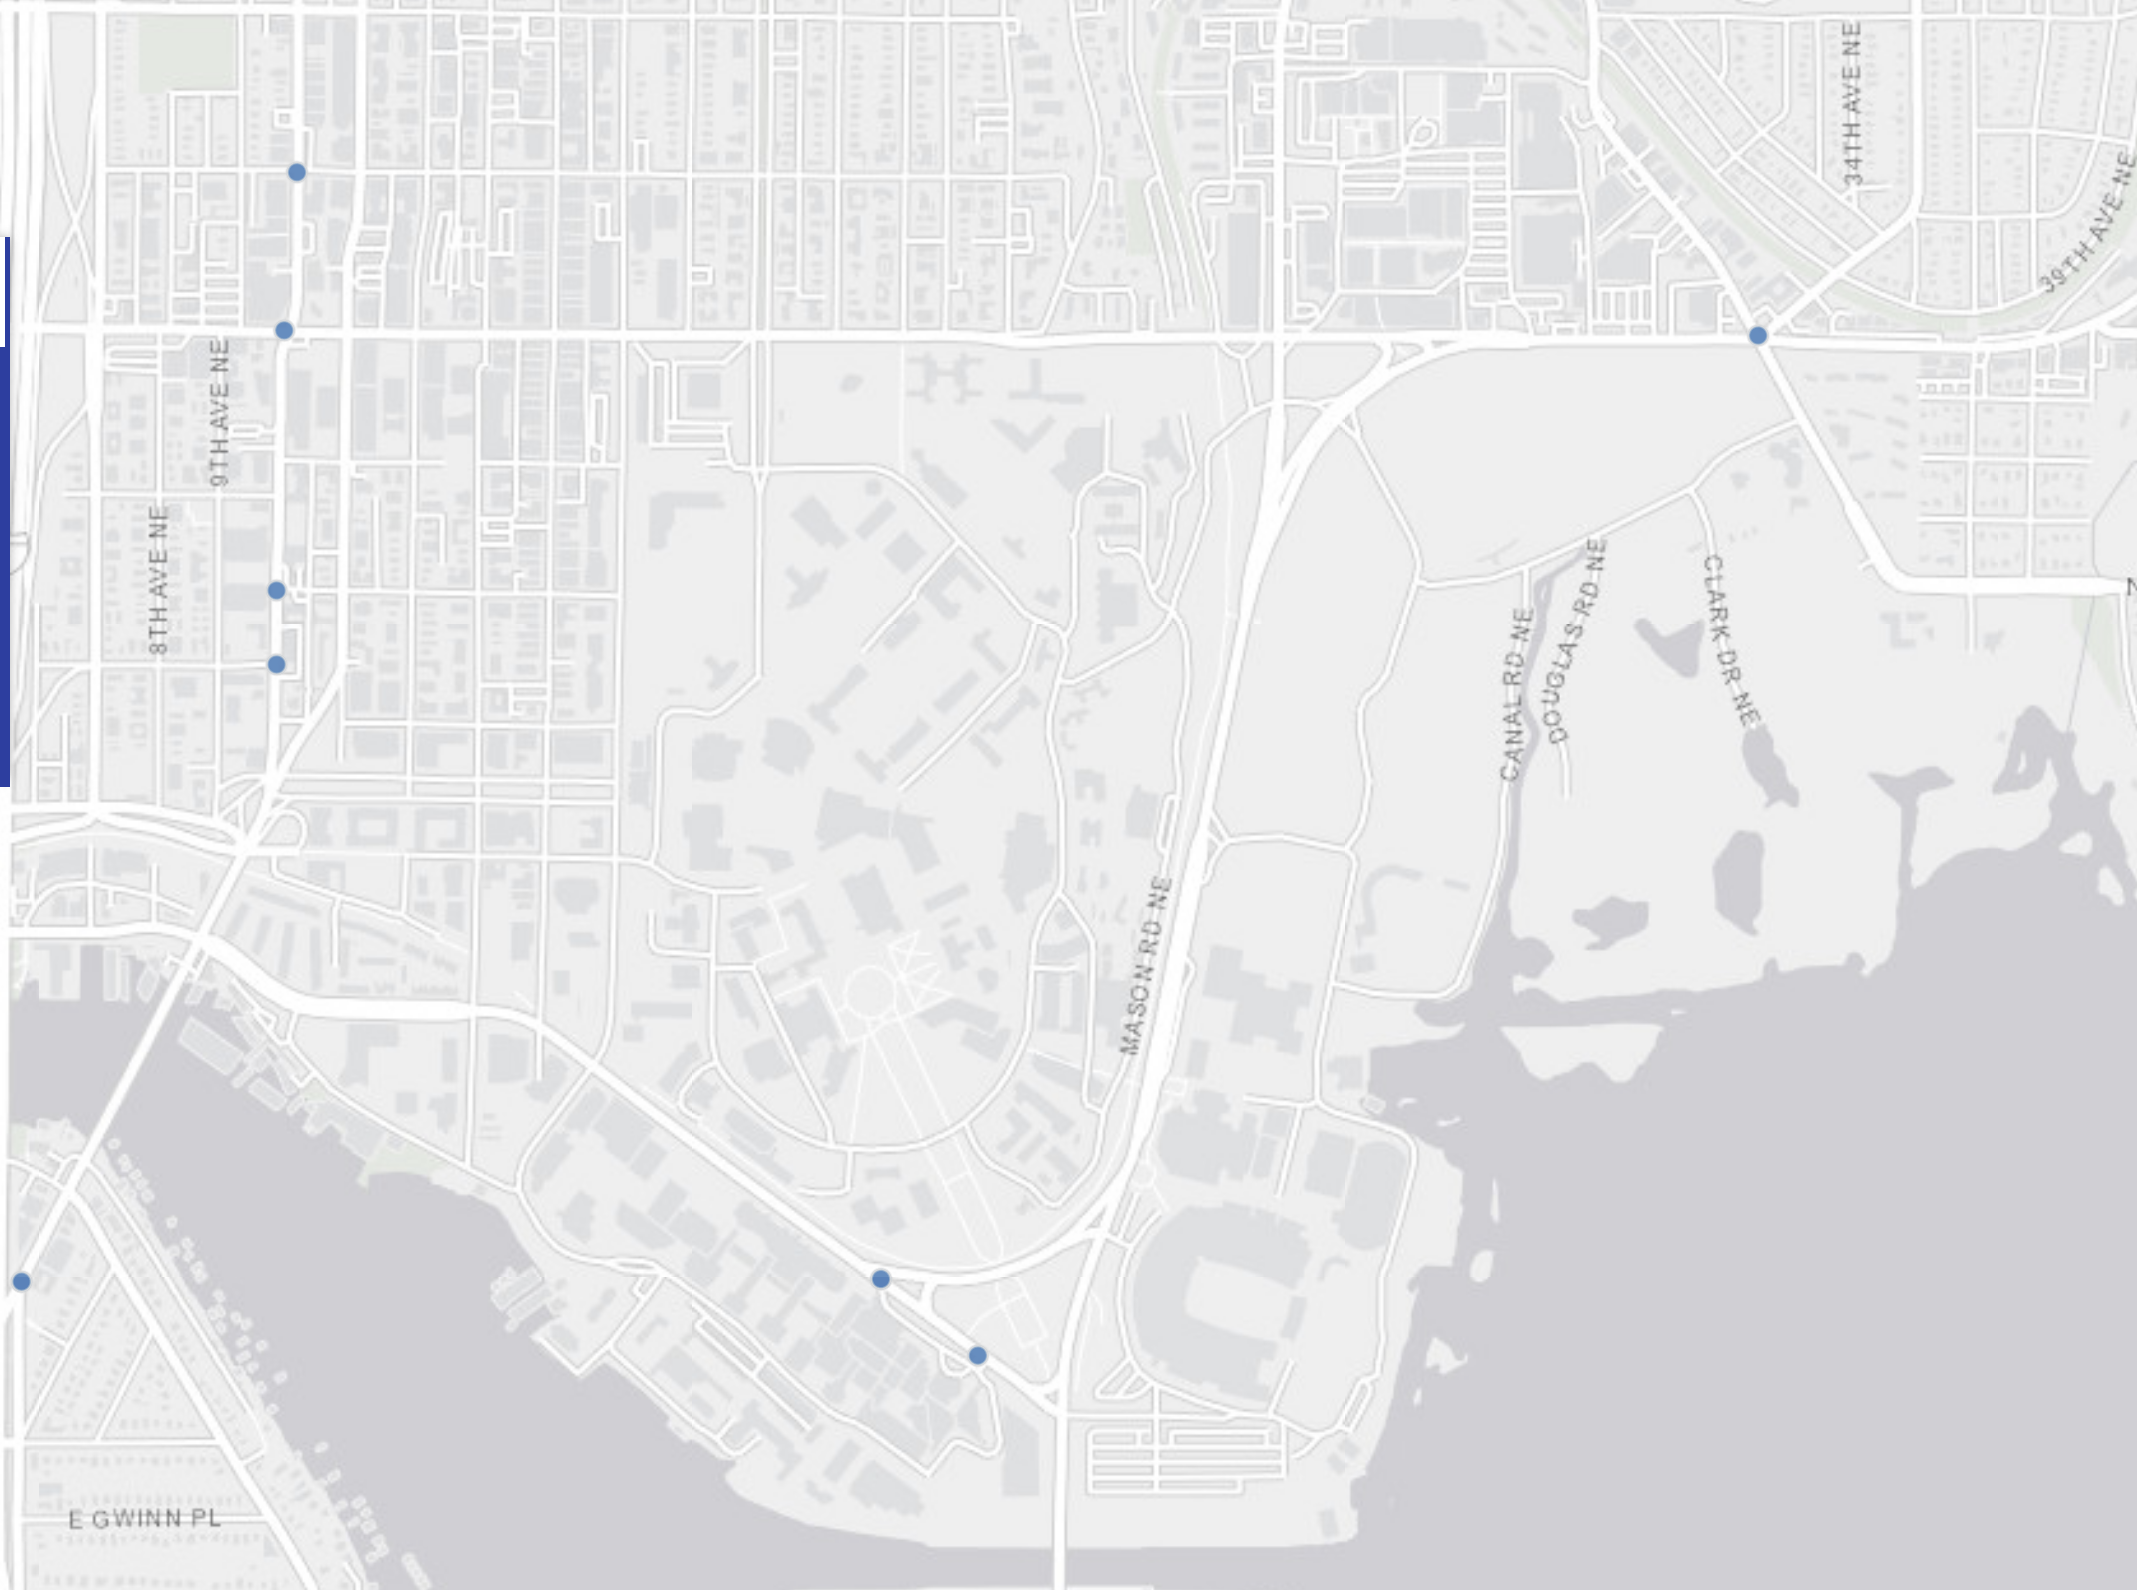 34TH AVE NE
39TH AVE NE
9TH AVE NE
8TH AVE NE
CANAL RD NE
DOUGLAS RD NE
CLARK DR NE
N
MASON RD NE
E GWINN PL